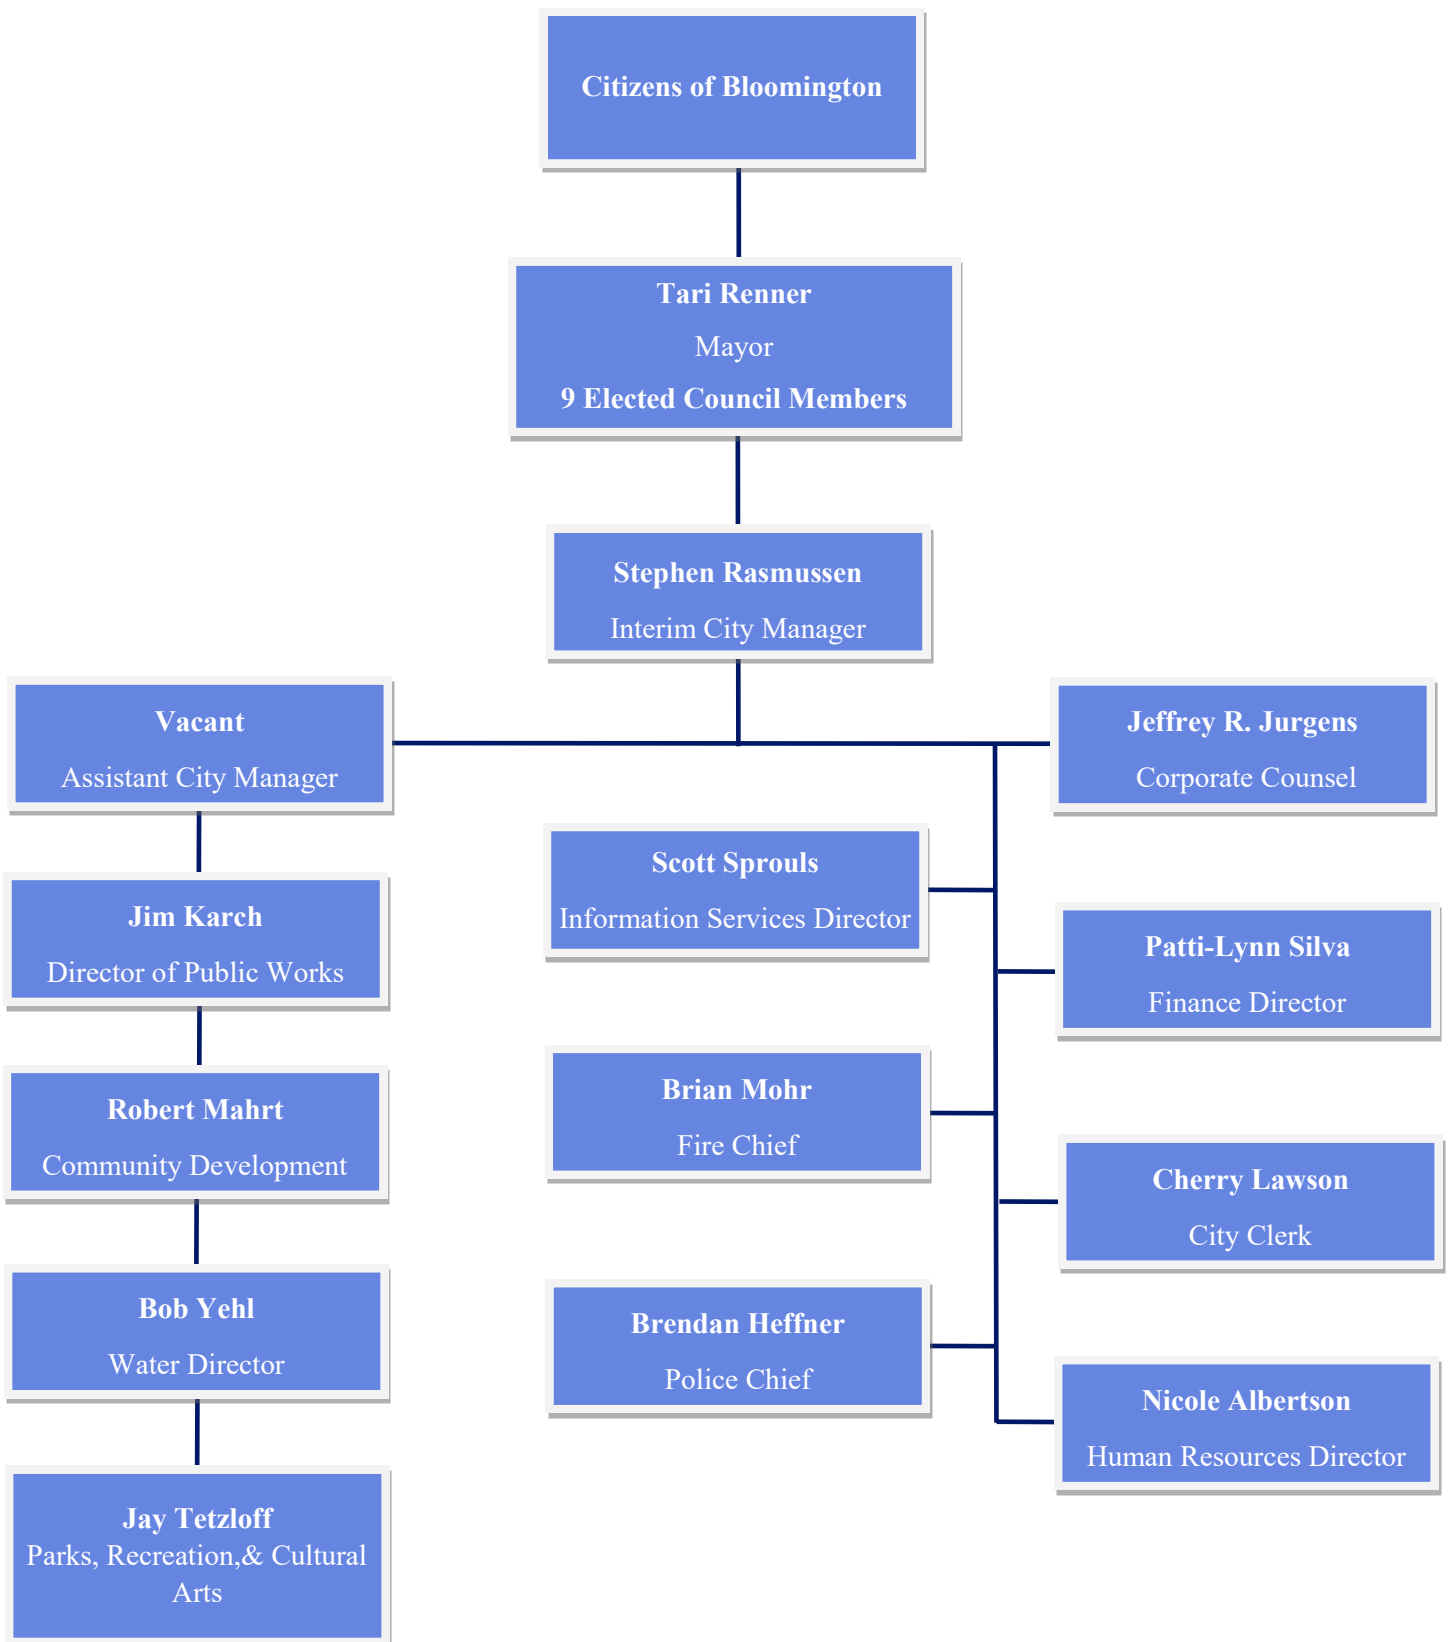 Citizens of Bloomington
Tari Renner
Mayor
9 Elected Council Members
Stephen Rasmussen
Interim City Manager
Vacant
Assistant City Manager
Jeffrey R. Jurgens
Corporate Counsel
Scott Sprouls
Information Services Director
Jim Karch
Director of Public Works
Patti-Lynn Silva
Finance Director
Brian Mohr
Fire Chief
Robert Mahrt
Community Development
Cherry Lawson
City Clerk
Bob Yehl
Water Director
Brendan Heffner
Police Chief
Nicole Albertson
Human Resources Director
Jay Tetzloff
Parks, Recreation,& Cultural
Arts